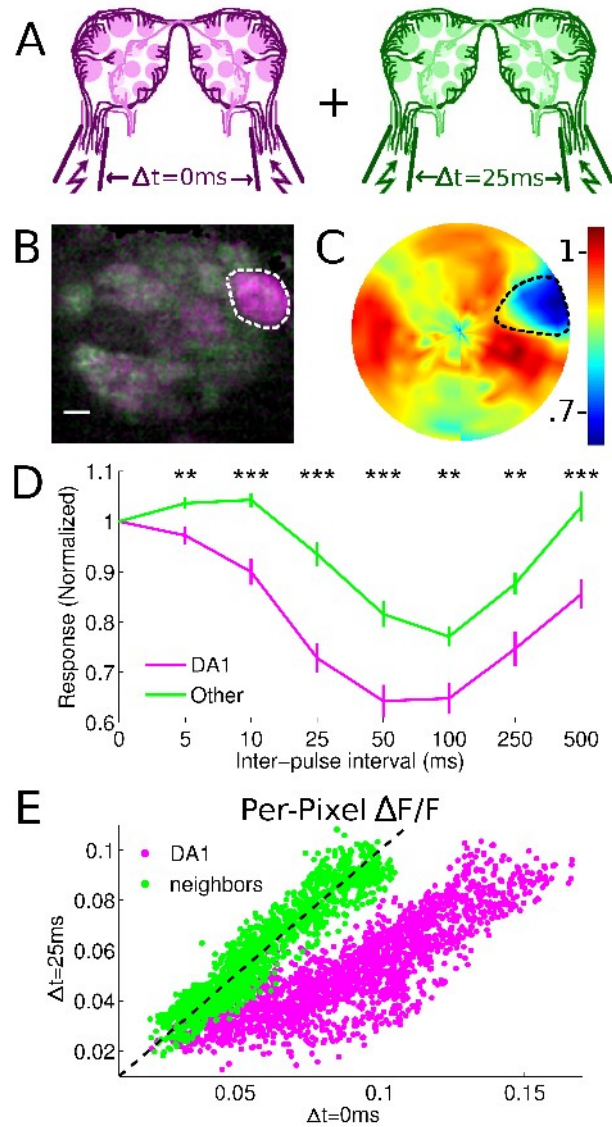 A
Δt=0ms
+
Δt=25ms
B
C
1
.7
D
** *** *** *** ** ** ***
1.1
1
0.9
0.8
0.7
0.6
Response (Normalized)
DA1
Other
0 5 10 25 50 100 250 500
Inter-pulse interval (ms)
E
Per-Pixel ΔF/F
DA1
neighbors
0.1
0.08
0.06
0.04
0.02
Δt=25ms
0.05 0.1 0.15
Δt=0ms